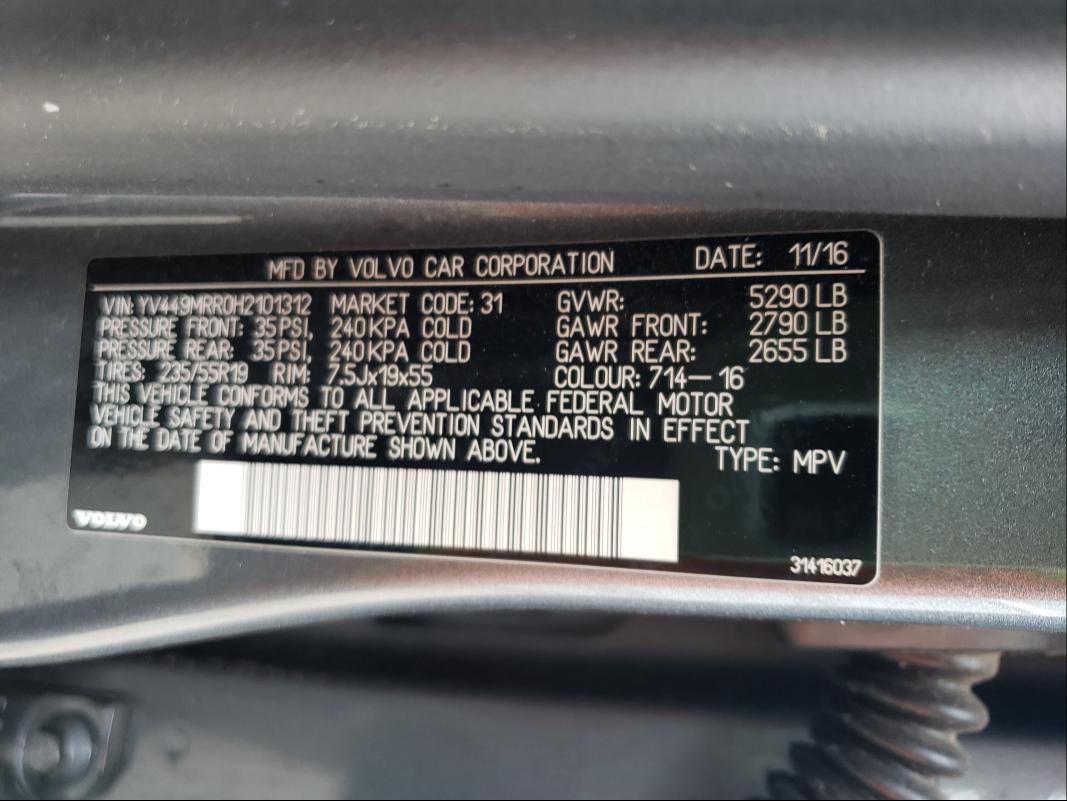 MFD BY VOLVO CAR CORPORATION DATE: 11/16
VIN: YV449MRR0H2101312 MARKET CODE: 31 GVWR: 5290 LB
PRESSURE FRONT: 35 PSI, 240 KPA COLD GAWR FRONT: 2790 LB
PRESSURE REAR: 35 PSI, 240 KPA COLD GAWR REAR: 2655 LB
TIRES: 235/55R19 RIM: 7.5Jx19x55 COLOUR: 714-16
THIS VEHICLE CONFORMS TO ALL APPLICABLE FEDERAL MOTOR
VEHICLE SAFETY AND THEFT PREVENTION STANDARDS IN EFFECT
ON THE DATE OF MANUFACTURE SHOWN ABOVE.
TYPE: MPV
VOLVO
31416037